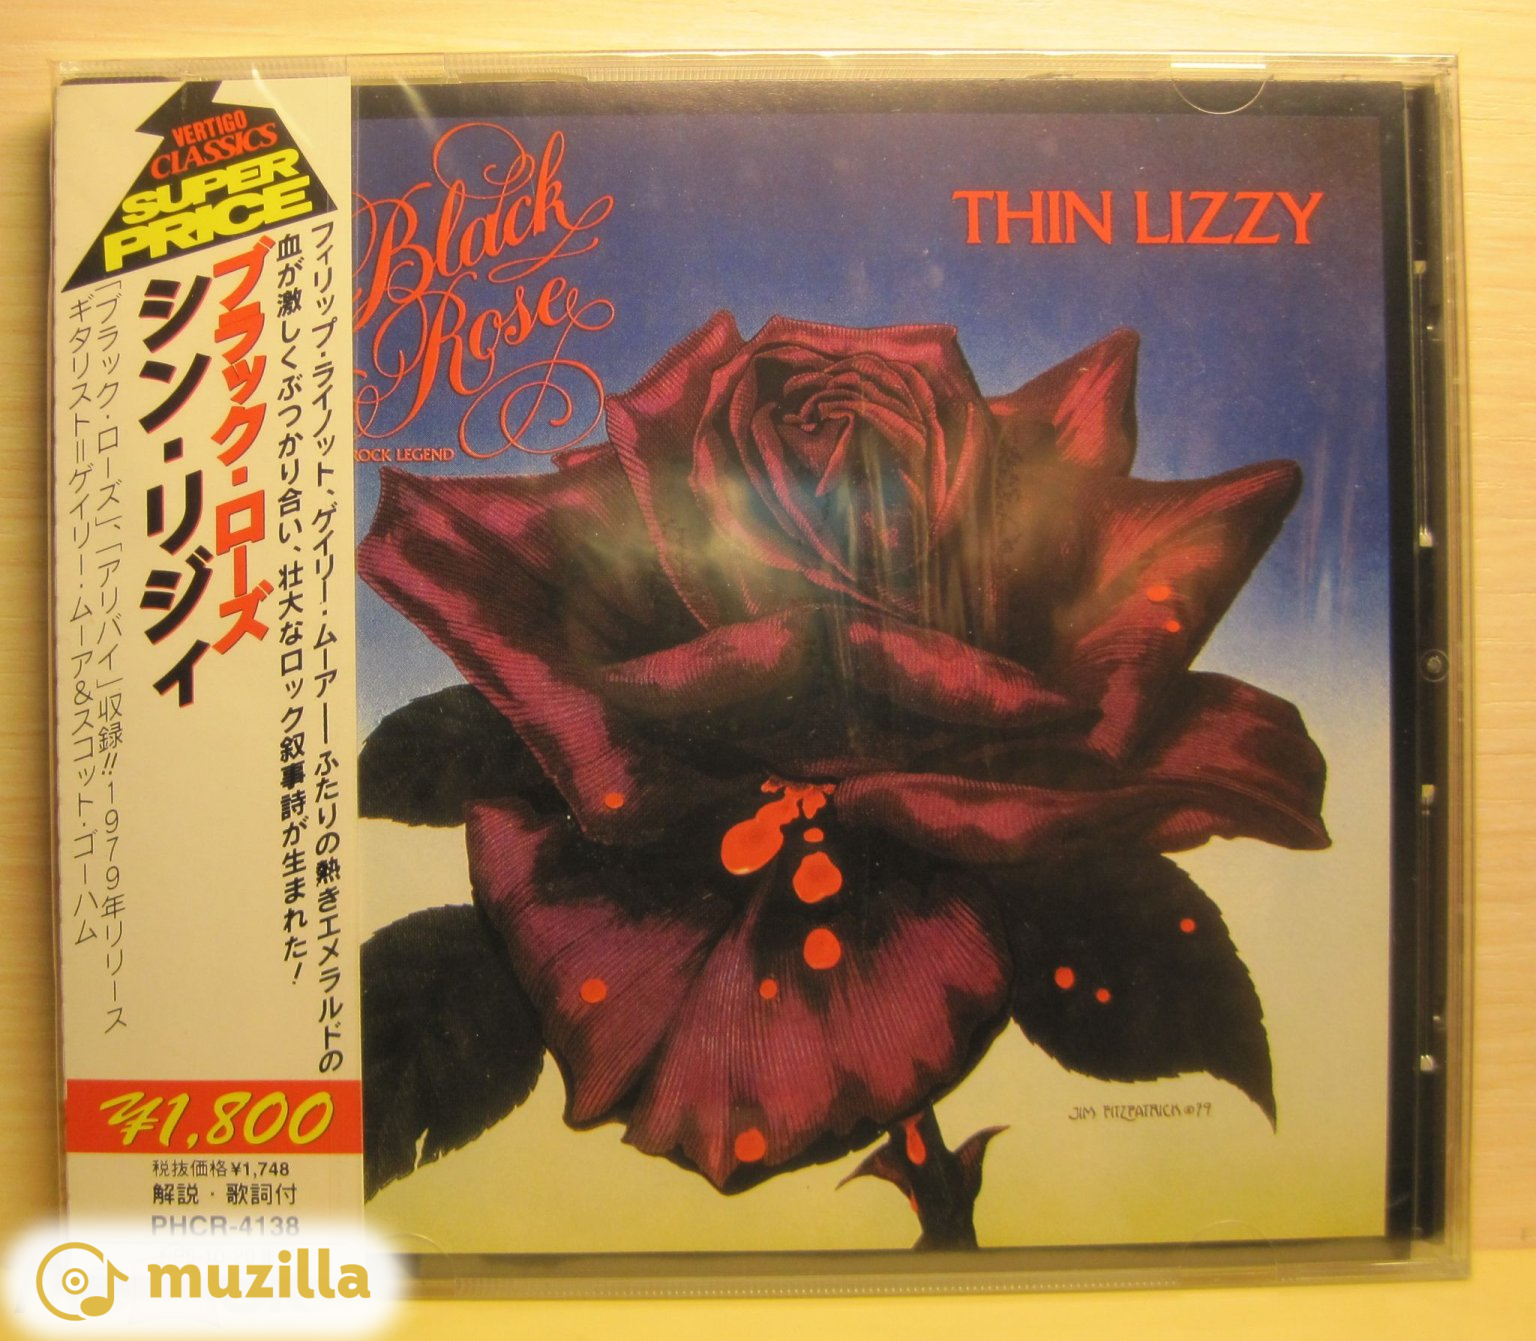 VERTIGO
CLASSICS
SUPER
PRICE
フィリップ・ライノット、ゲイリー・ムーア──ふたりの熱きエメラルドの
血が激しくぶつかり合い、壮大なロック叙事詩が生まれた!
ブラック・ローズ
シン・リジィ
「ブラック・ローズ」、「アリバイ」収録!!1979年リリース
ギタリスト=ゲイリー・ムーア&スコット・ゴーハム
¥1,800
税抜価格¥1,748
解説・歌詞付
PHCR-4138
Black
Rose
ROCK LEGEND
THIN LIZZY
JIM FITZPATRICK ©79
muzilla